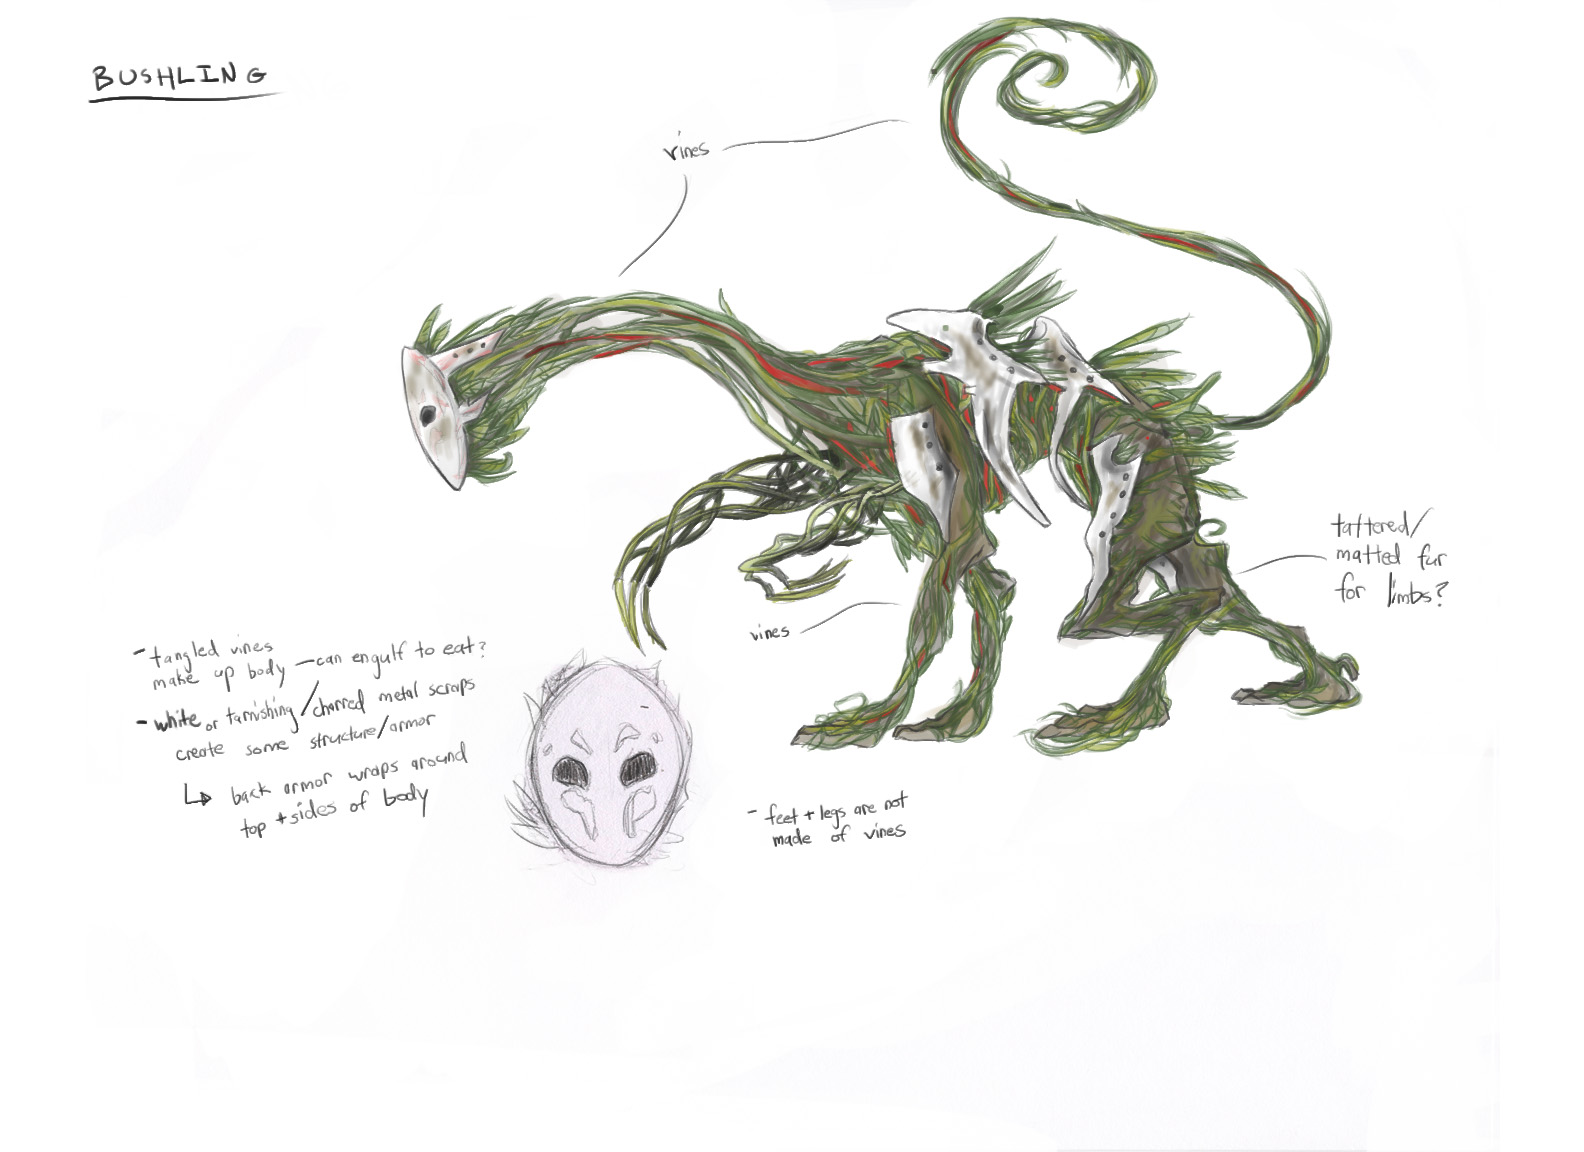 BUSHLING
vines
tattered/
matted fur
for limbs?
vines
- tangled vines
make up body - can engulf to eat?
- white or tarnishing/charred metal scraps
create some structure/armor
↳ back armor wraps around
top + sides of body
- feet + legs are not
made of vines